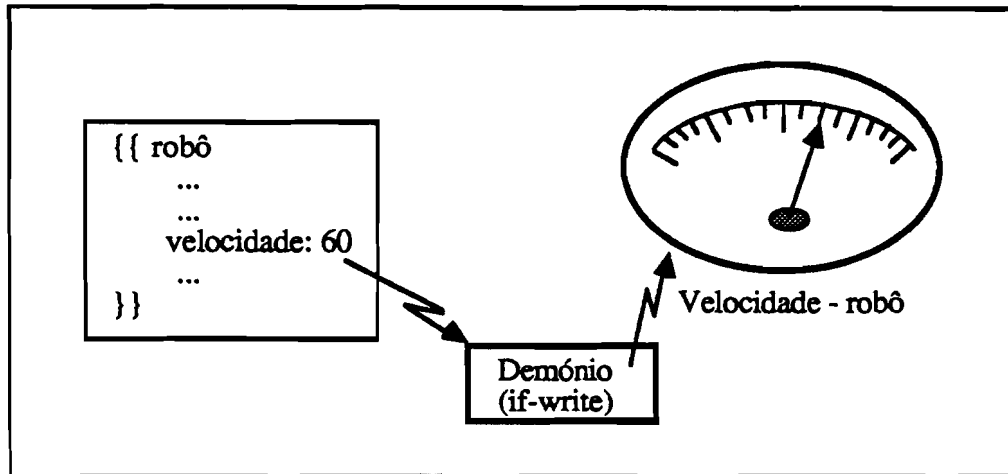 {{ robô
...
...
velocidade: 60
...
}}
Demónio
(if-write)
Velocidade - robô